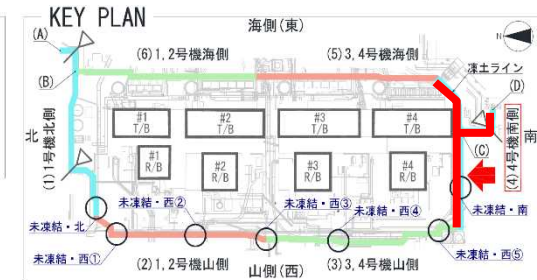 KEY PLAN
海側(東)
N
(A)
(6)1,2号機海側
(5)3,4号機海側
凍土ライン
(B)
(D)
#1
T/B
#2
T/B
#3
T/B
#4
T/B
北
(1)1号機北側
南
(4)4号機南側
(C)
#1
R/B
#2
R/B
#3
R/B
#4
R/B
未凍結・北
未凍結・西②
未凍結・西③
未凍結・西④
未凍結・南
未凍結・西①
(2)1,2号機山側
(3)3,4号機山側
未凍結・西⑤
山側(西)